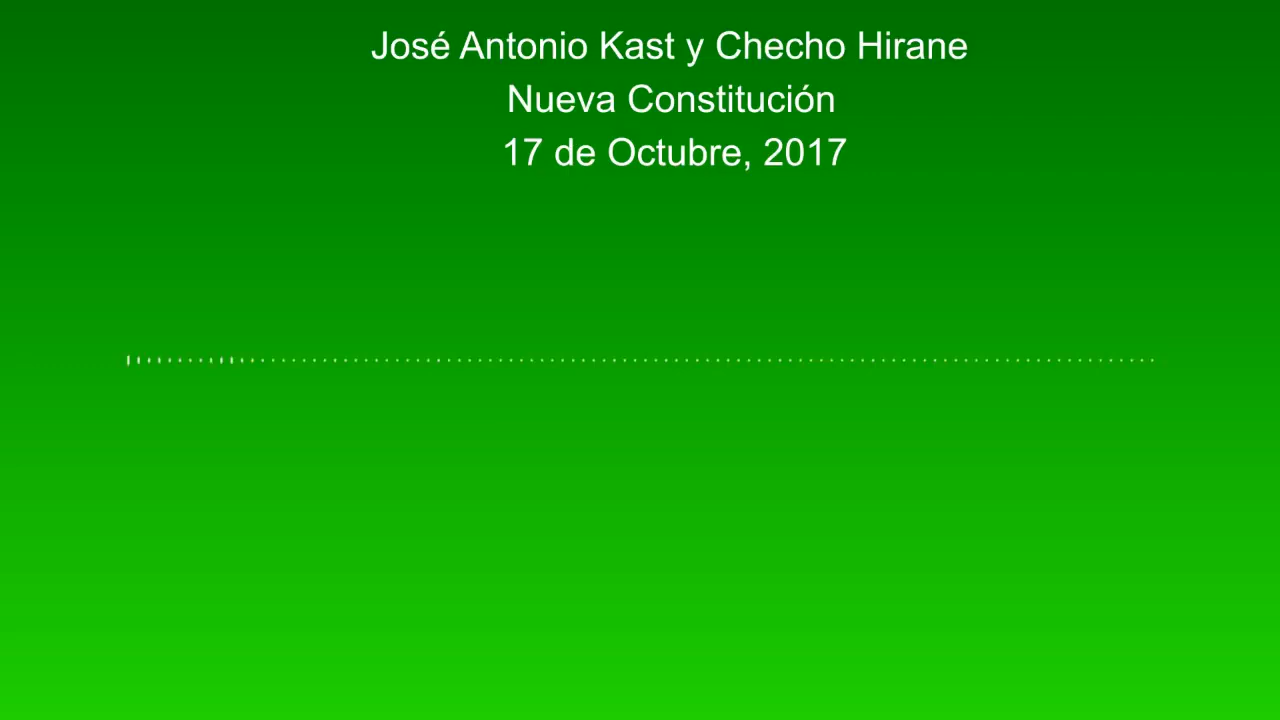 José Antonio Kast y Checho Hirane
Nueva Constitución
17 de Octubre, 2017